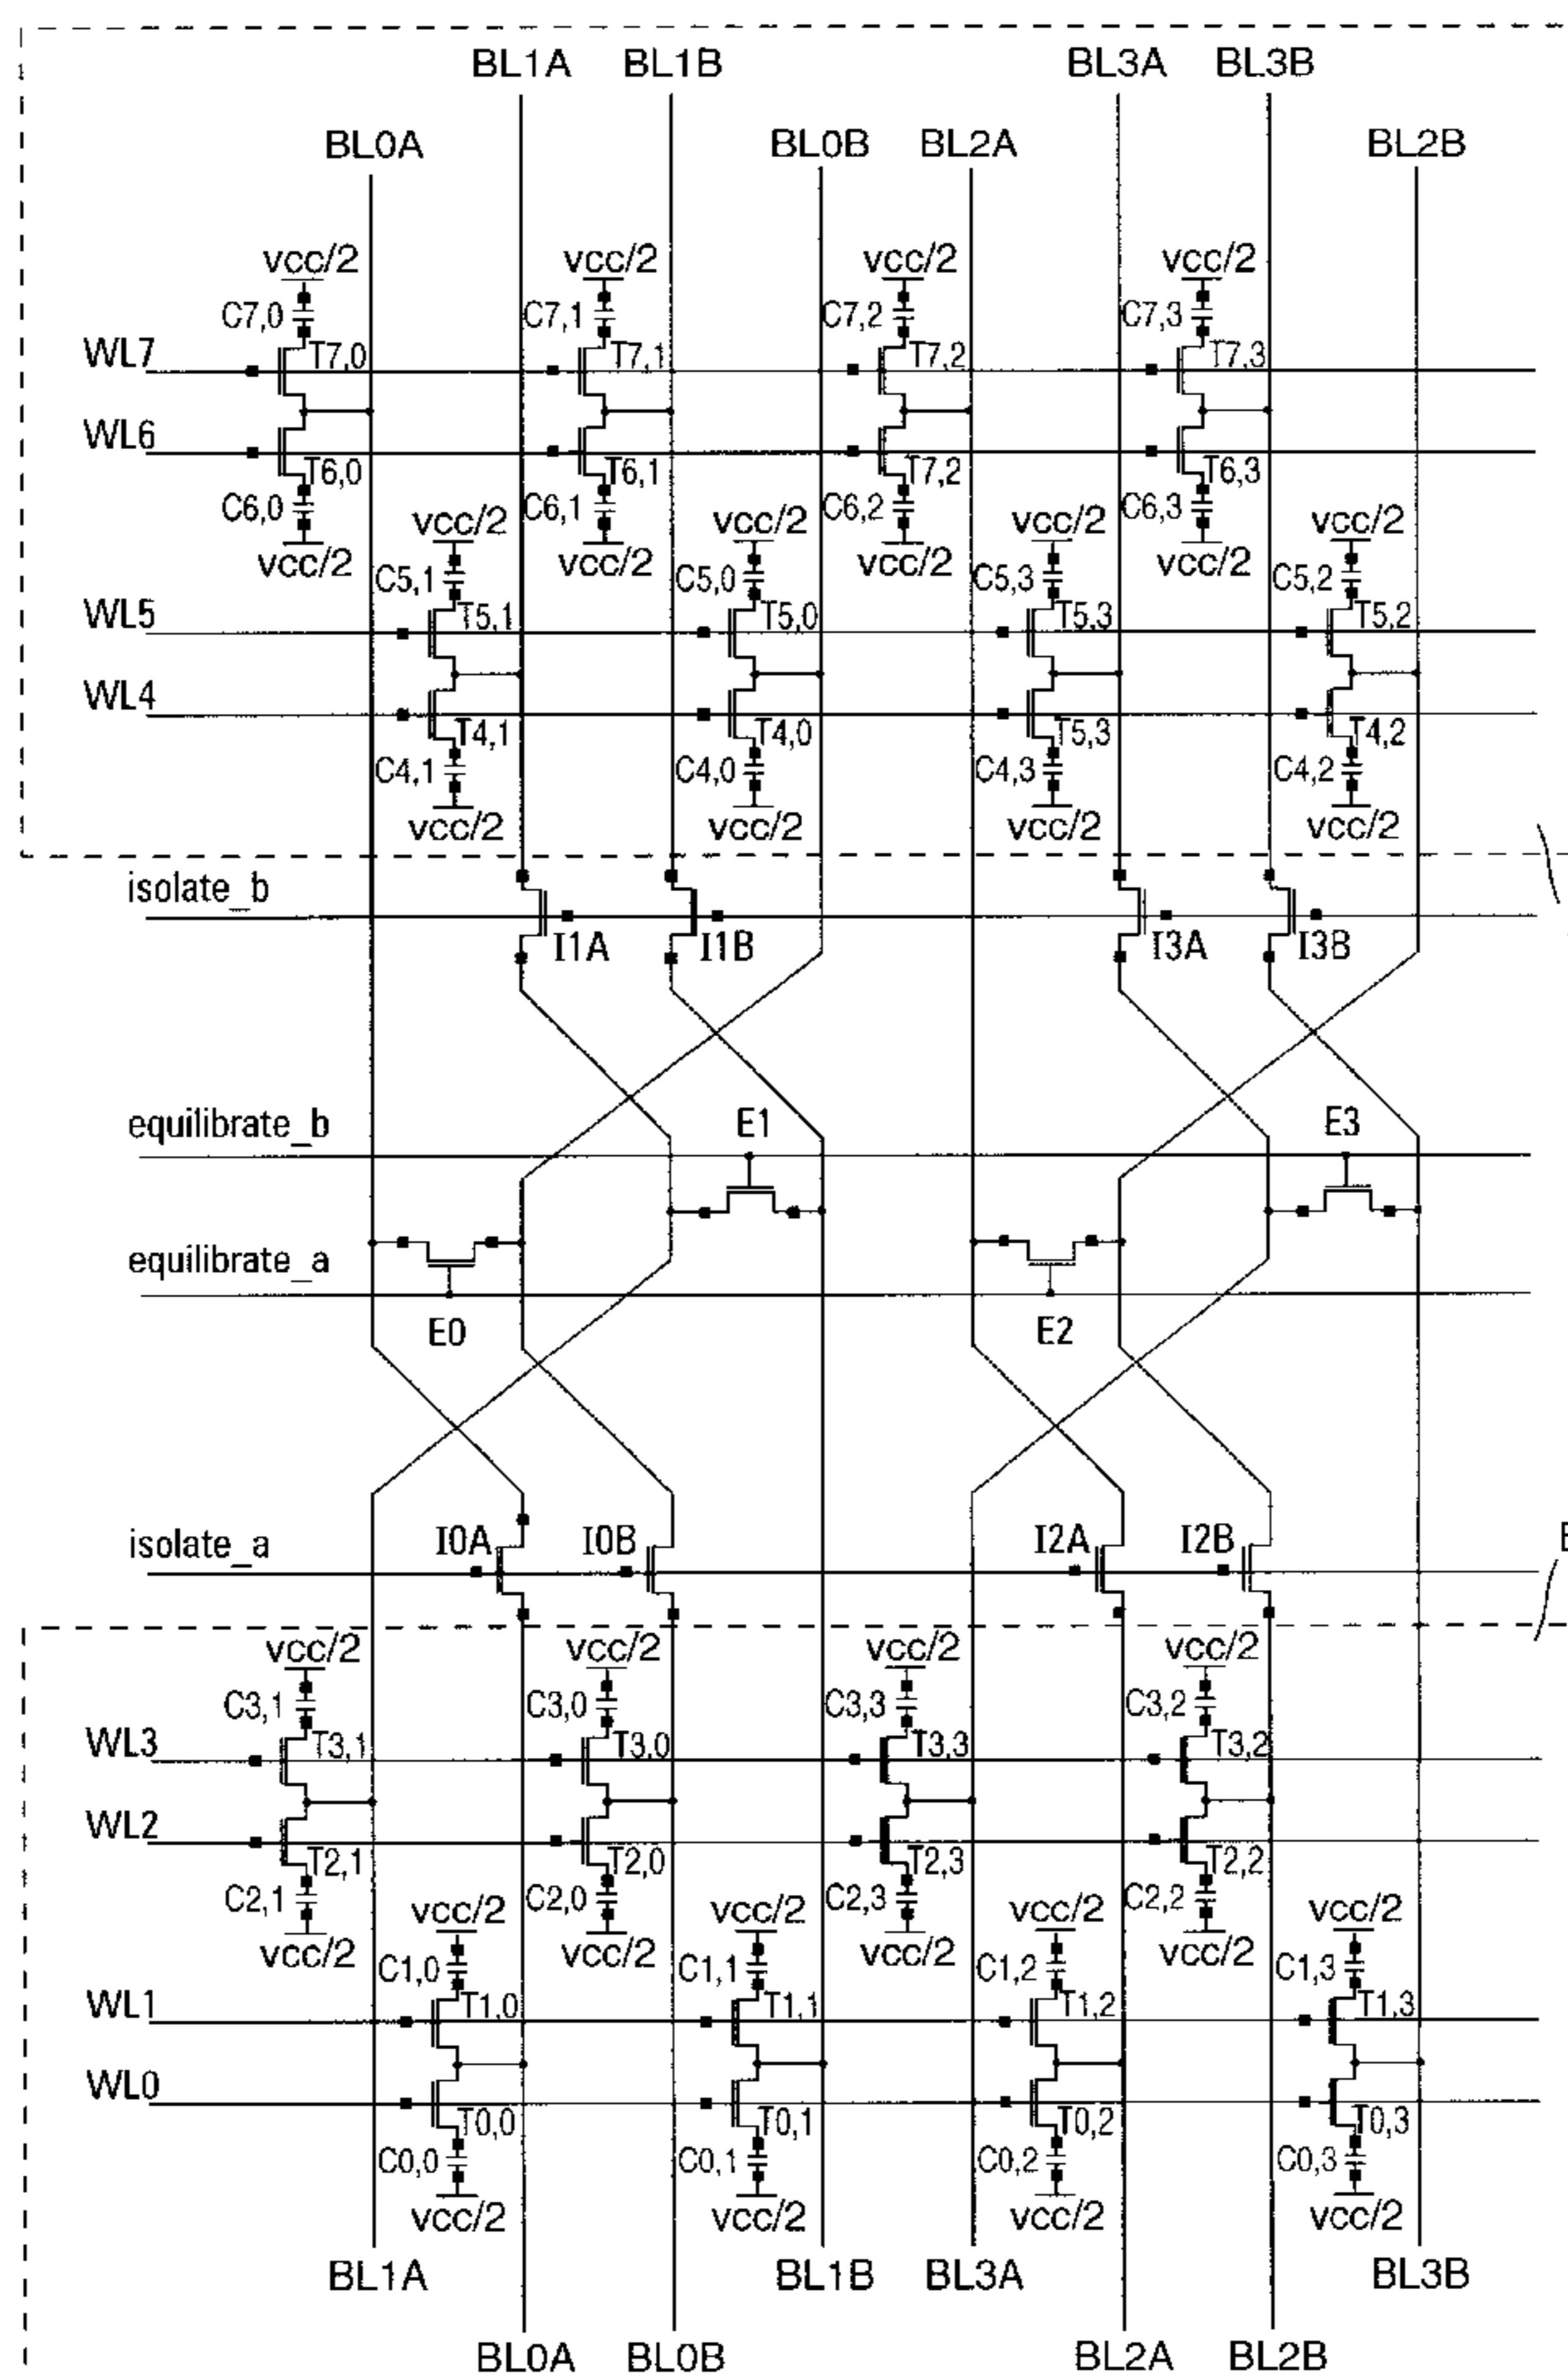 BL1A BL1B BL3A BL3B
BL0A BL0B BL2A BL2B
vcc/2 vcc/2 vcc/2 vcc/2
C7,0 C7,1 C7,2 C7,3
WL7 T7,0 T7,1 T7,2 T7,3
WL6
T6,0 T6,1 T7,2 T6,3
C6,0 C6,1 C6,2 C6,3
vcc/2 vcc/2 vcc/2 vcc/2
vcc/2 vcc/2 vcc/2 vcc/2
C5,1 C5,0 C5,3 C5,2
WL5 T5,1 T5,0 T5,3 T5,2
WL4
T4,1 T4,0 T5,3 T4,2
C4,1 C4,0 C4,3 C4,2
vcc/2 vcc/2 vcc/2 vcc/2
isolate_b
I1A I1B I3A I3B
equilibrate_b E1 E3
equilibrate_a
E0 E2
isolate_a I0A I0B I2A I2B
vcc/2 vcc/2 vcc/2 vcc/2
C3,1 C3,0 C3,3 C3,2
WL3 T3,1 T3,0 T3,3 T3,2
WL2
T2,1 T2,0 T2,3 T2,2
C2,1 C2,0 C2,3 C2,2
vcc/2 vcc/2 vcc/2 vcc/2
vcc/2 vcc/2 vcc/2 vcc/2
C1,0 C1,1 C1,2 C1,3
WL1 T1,0 T1,1 T1,2 T1,3
WL0
T0,0 T0,1 T0,2 T0,3
C0,0 C0,1 C0,2 C0,3
vcc/2 vcc/2 vcc/2 vcc/2
BL1A BL1B BL3A BL3B
BL0A BL0B BL2A BL2B